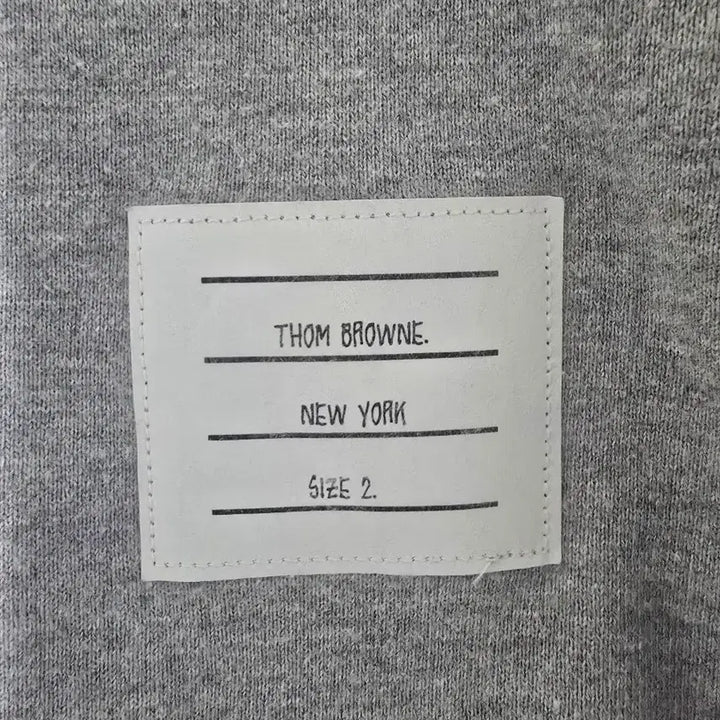 THOM BROWNE.
NEW YORK
SIZE 2.